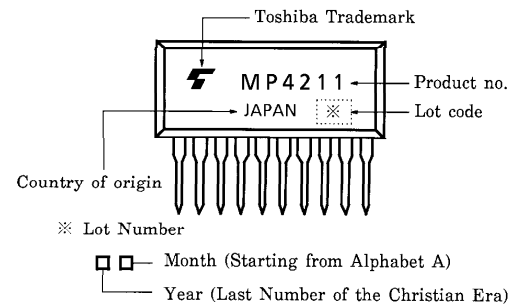 Toshiba Trademark
MP4211
Product no.
JAPAN
※
Lot code
Country of origin
※ Lot Number
Month (Starting from Alphabet A)
Year (Last Number of the Christian Era)